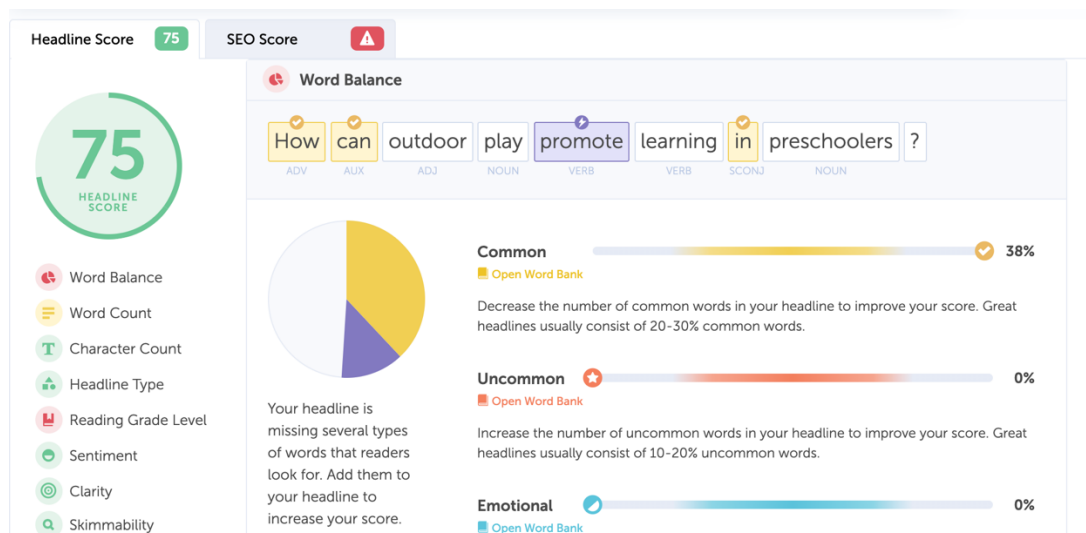 Headline Score 75 SEO Score
Word Balance
How can outdoor play promote learning in preschoolers ?
ADV AUX ADJ NOUN VERB VERB SCONJ NOUN
75
HEADLINE
SCORE
Word Balance
Word Count
Character Count
Headline Type
Reading Grade Level
Sentiment
Clarity
Skimmability
Your headline is
missing several types
of words that readers
look for. Add them to
your headline to
increase your score.
Common 38%
Open Word Bank
Decrease the number of common words in your headline to improve your score. Great
headlines usually consist of 20-30% common words.
Uncommon 0%
Open Word Bank
Increase the number of uncommon words in your headline to improve your score. Great
headlines usually consist of 10-20% uncommon words.
Emotional 0%
Open Word Bank